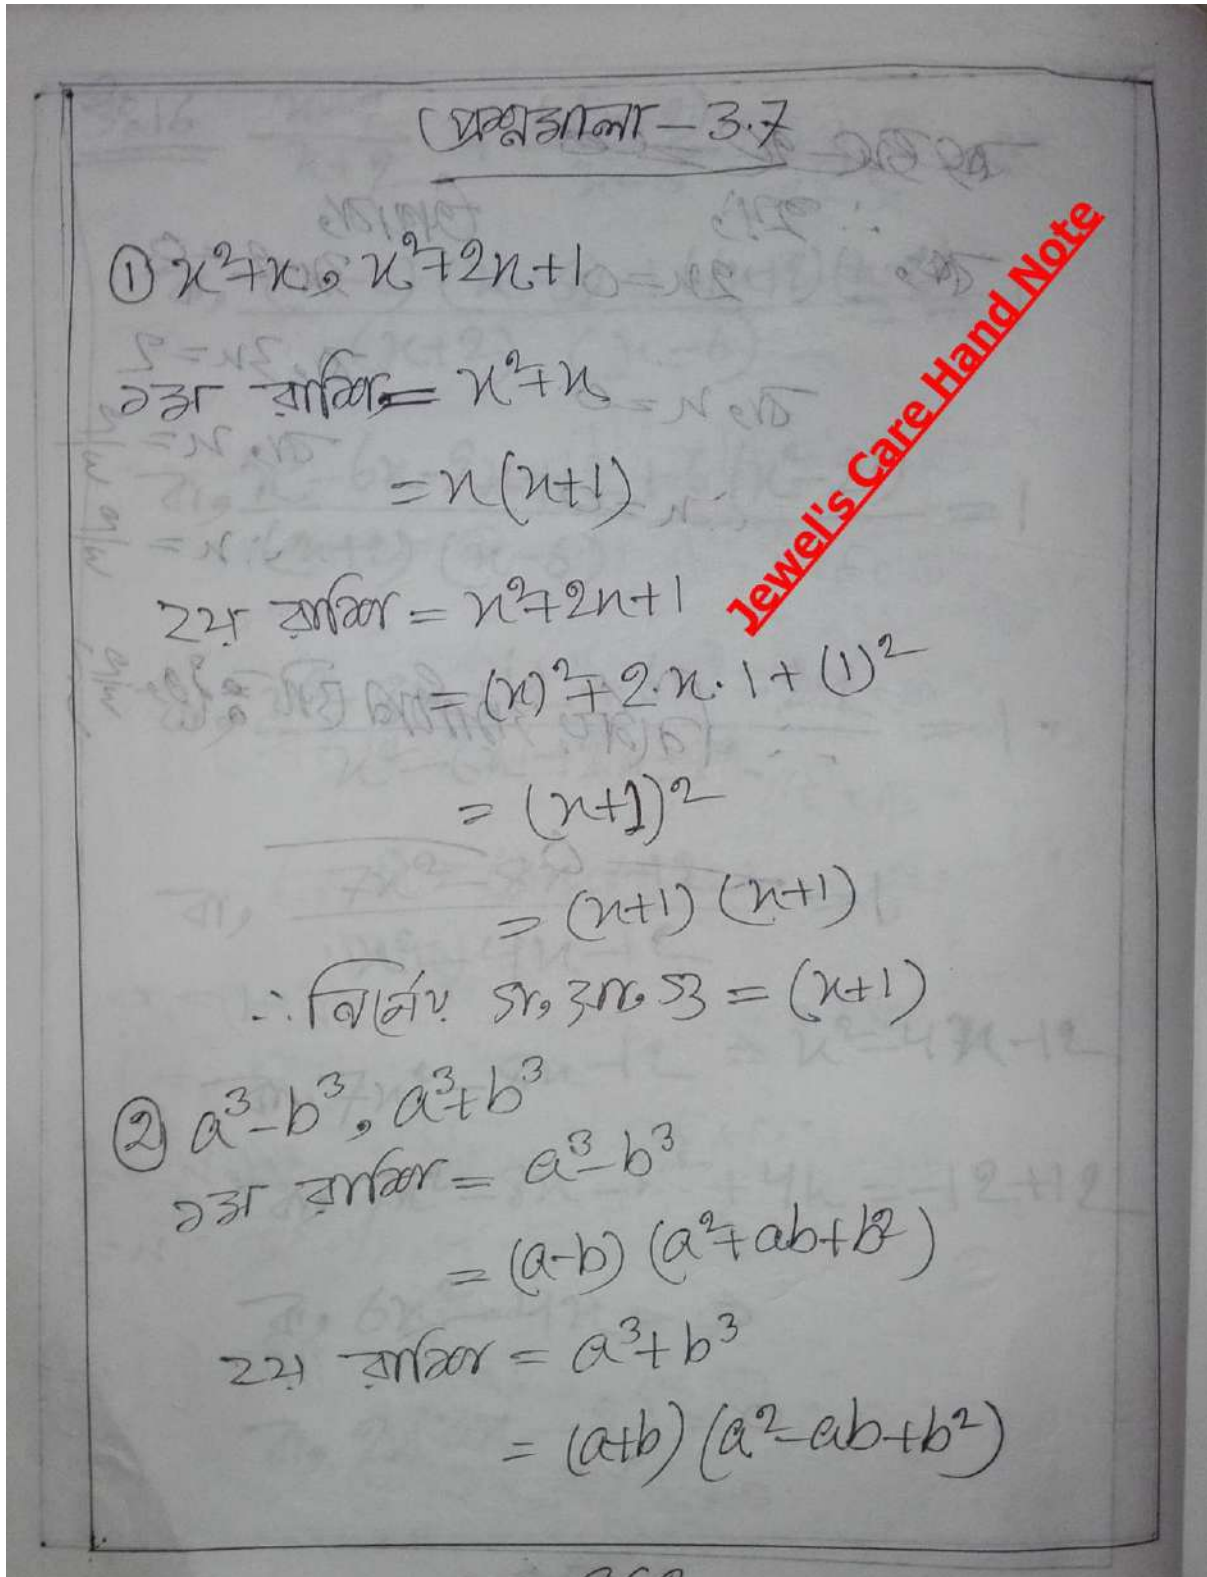 প্রশ্নমালা – 3.7
① x²+x, x²+2x+1
১ম রাশি = x²+x
= x(x+1)
২য় রাশি = x²+2x+1
= (x)²+2.x.1+(1)²
= (x+1)²
= (x+1) (x+1)
∴ নির্ণেয় গ,সা,গু = (x+1)
② a³-b³, a³+b³
১ম রাশি = a³-b³
= (a-b) (a²+ab+b²)
২য় রাশি = a³+b³
= (a+b) (a²-ab+b²)
Jewel's Care Hand Note